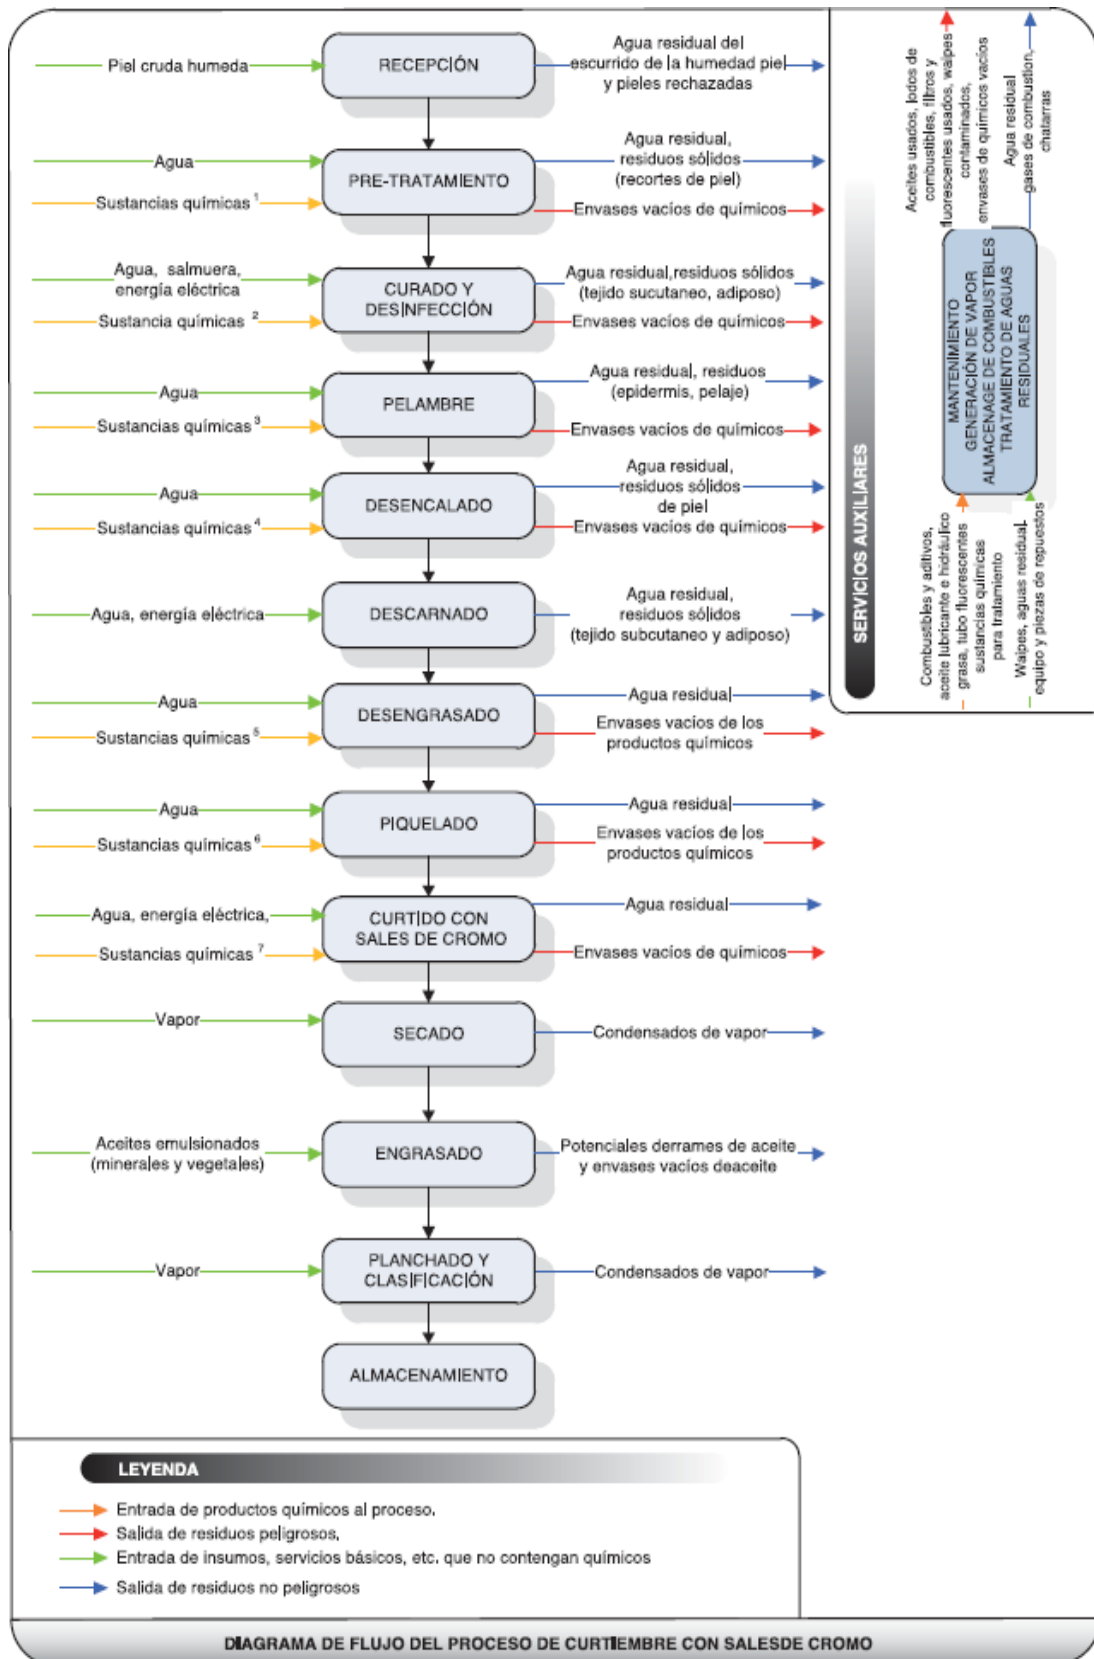 Piel cruda humeda
RECEPCIÓN
Agua residual del
escurrido de la humedad piel
y pieles rechazadas
Agua
Sustancias químicas 1
PRE-TRATAMIENTO
Agua residual,
residuos sólidos
(recortes de piel)
Envases vacíos de químicos
Agua, salmuera,
energía eléctrica
Sustancia químicas 2
CURADO Y
DESINFECCIÓN
Agua residual,residuos sólidos
(tejido sucutaneo, adiposo)
Envases vacíos de químicos
Agua
Sustancias químicas 3
PELAMBRE
Agua residual, residuos
(epidermis, pelaje)
Envases vacíos de químicos
Agua
Sustancias químicas 4
DESENCALADO
Agua residual,
residuos sólidos
de piel
Envases vacíos de químicos
Agua, energía eléctrica
DESCARNADO
Agua residual,
residuos sólidos
(tejido subcutaneo y adiposo)
Agua
Sustancias químicas 5
DESENGRASADO
Agua residual
Envases vacíos de los
productos químicos
Agua
Sustancias químicas 6
PIQUELADO
Agua residual
Envases vacíos de los
productos químicos
Agua, energía eléctrica,
Sustancias químicas 7
CURTIDO CON
SALES DE CROMO
Agua residual
Envases vacíos de químicos
Vapor
SECADO
Condensados de vapor
Aceites emulsionados
(minerales y vegetales)
ENGRASADO
Potenciales derrames de aceite
y envases vacíos deaceite
Vapor
PLANCHADO Y
CLASIFICACIÓN
Condensados de vapor
ALMACENAMIENTO
SERVICIOS AUXILIARES
Aceites usados, lodos de
combustibles, filtros y
fluorescentes usados, waipes
contaminados,
envases de químicos vacíos
Agua residual
gases de combustion,
chatarras
MANTENIMIENTO
GENERACIÓN DE VAPOR
ALMACENAGE DE COMBUSTIBLES
TRATAMIENTO DE AGUAS
RESIDUALES
Combustibles y aditivos,
aceite lubricante e hidráulico
grasa, tubo fluorescentes
sustancias químicas
para tratamiento
Waipes, aguas residual
equipo y piezas de repuestos
LEYENDA
Entrada de productos químicos al proceso.
Salida de residuos peligrosos,
Entrada de insumos, servicios básicos, etc. que no contengan químicos
Salida de residuos no peligrosos
DIAGRAMA DE FLUJO DEL PROCESO DE CURTIEMBRE CON SALESDE CROMO